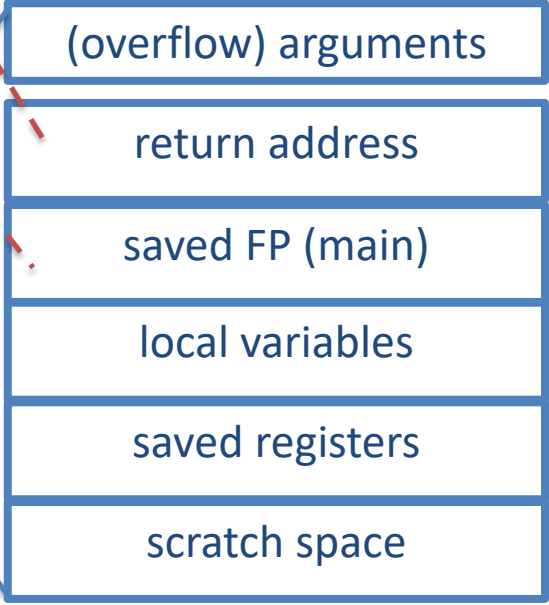 (overflow) arguments
return address
saved FP (main)
local variables
saved registers
scratch space